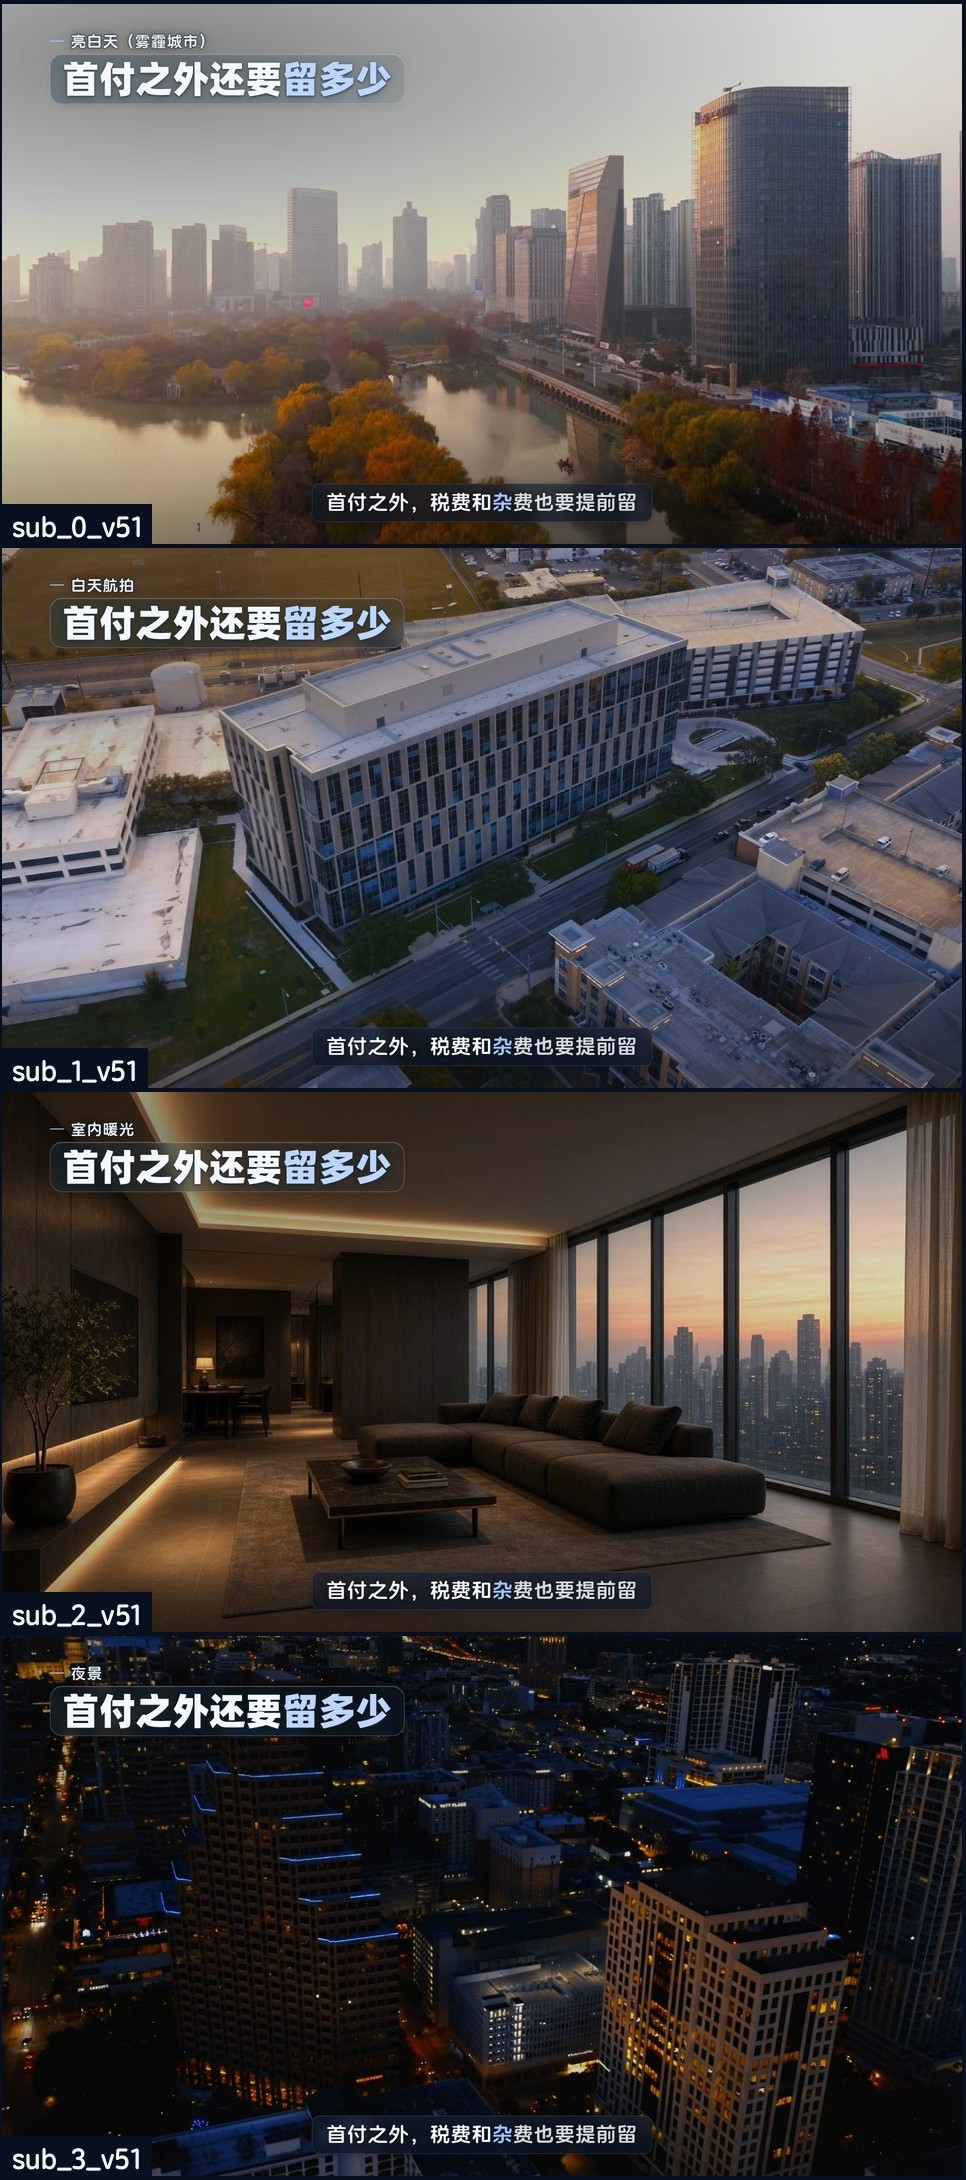 亮白天（雾霾城市）
首付之外还要留多少
首付之外，税费和杂费也要提前留
sub_0_v51
白天航拍
首付之外还要留多少
首付之外，税费和杂费也要提前留
sub_1_v51
室内暖光
首付之外还要留多少
首付之外，税费和杂费也要提前留
sub_2_v51
夜景
首付之外还要留多少
首付之外，税费和杂费也要提前留
sub_3_v51